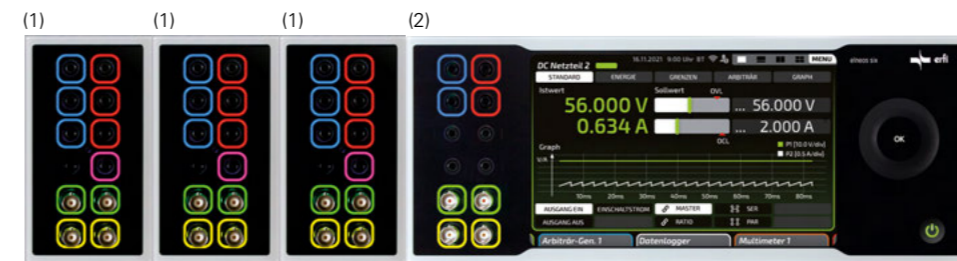 (1) (1) (1) (2)
DC Netzteil 2 16.11.2021 9:00 Uhr BT MENU
STANDARD ENERGIE GRENZEN ARBITRÄR GRAPH
Istwert Sollwert OVL
56.000 V ... 56.000 V
0.634 A ... 2.000 A
OCL
Graph P1 [10.0 V/div]
V/A P2 [0.5 A/div]
10ms 20ms 30ms 40ms 50ms 60ms 70ms 80ms
AUSGANG EIN EINSCHALTSTROM MASTER SER
AUSGANG AUS RATIO PAR
Arbiträr-Gen. 1 Datenlogger Multimeter 1
elneos six erfi
OK